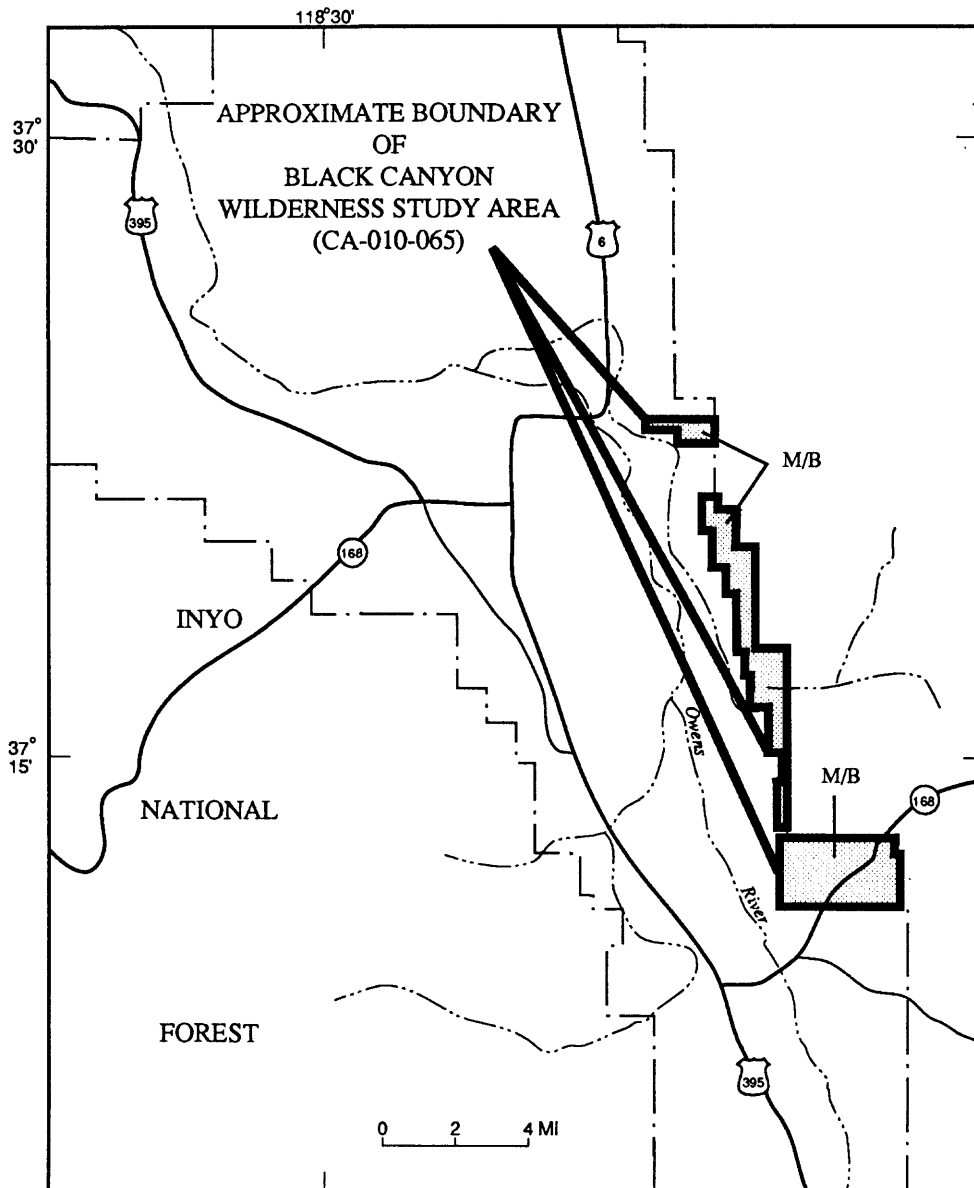 118°30'
37°
30'
APPROXIMATE BOUNDARY
OF
BLACK CANYON
WILDERNESS STUDY AREA
(CA-010-065)
395
6
M/B
168
INYO
Owens
37°
15'
M/B
168
NATIONAL
River
FOREST
395
0 2 4 MI